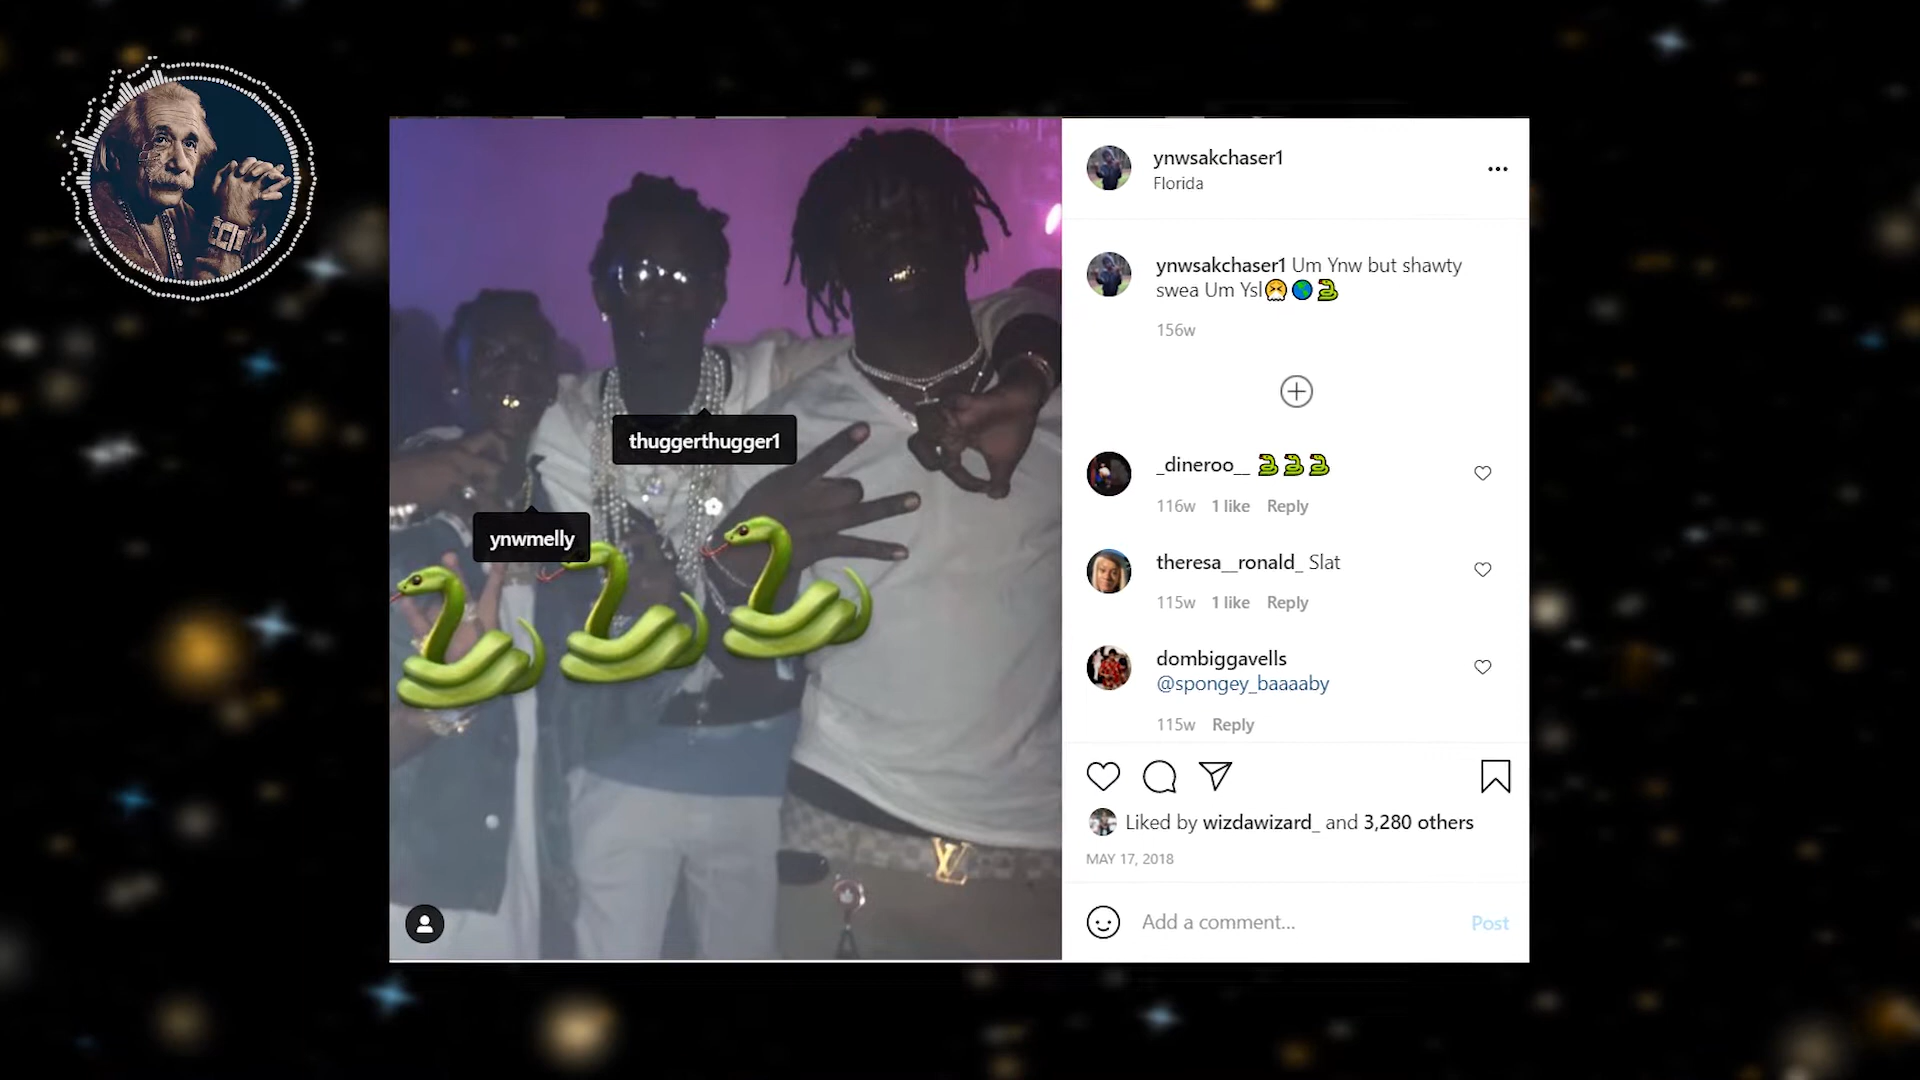 thuggerthugger1
ynwmelly
ynwsakchaser1
Florida
ynwsakchaser1 Um Ynw but shawty
swea Um Ysl🤧🌎🐍
156w
_dineroo__ 🐍🐍🐍
116w 1 like Reply
theresa__ronald_ Slat
115w 1 like Reply
dombiggavells
@spongey_baaaaby
115w Reply
Liked by wizdawizard_ and 3,280 others
MAY 17, 2018
Add a comment... Post